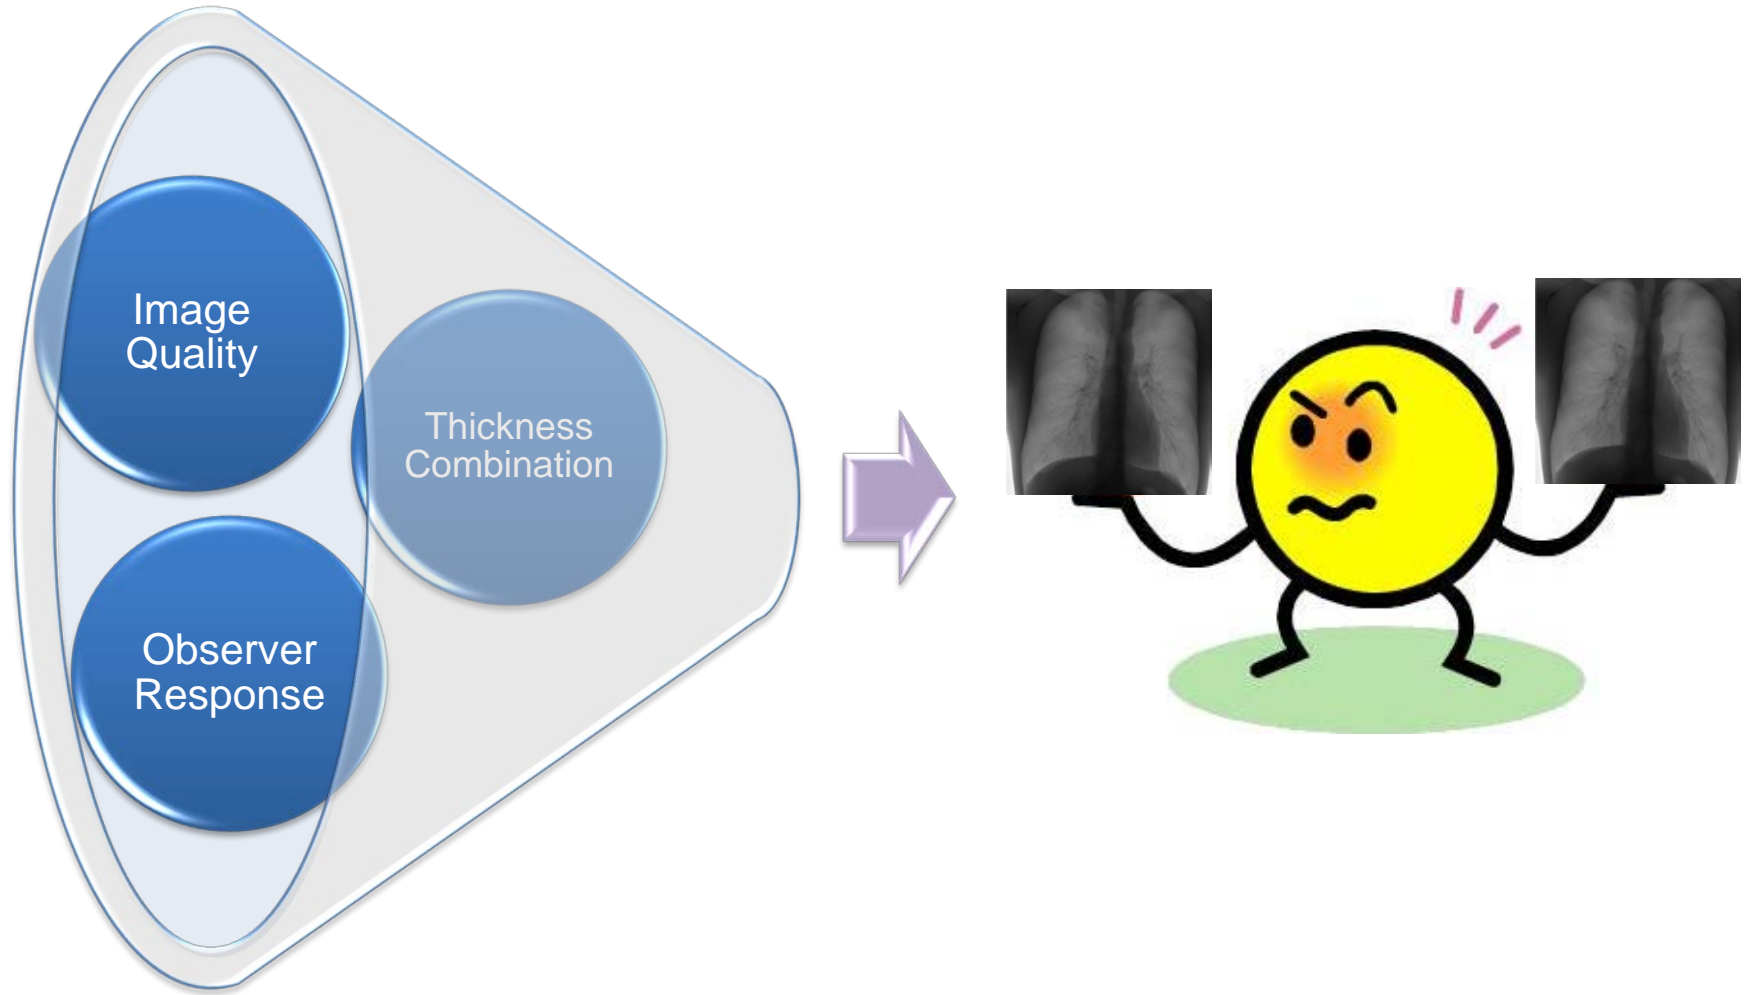 Image
Quality
Thickness
Combination
Observer
Response